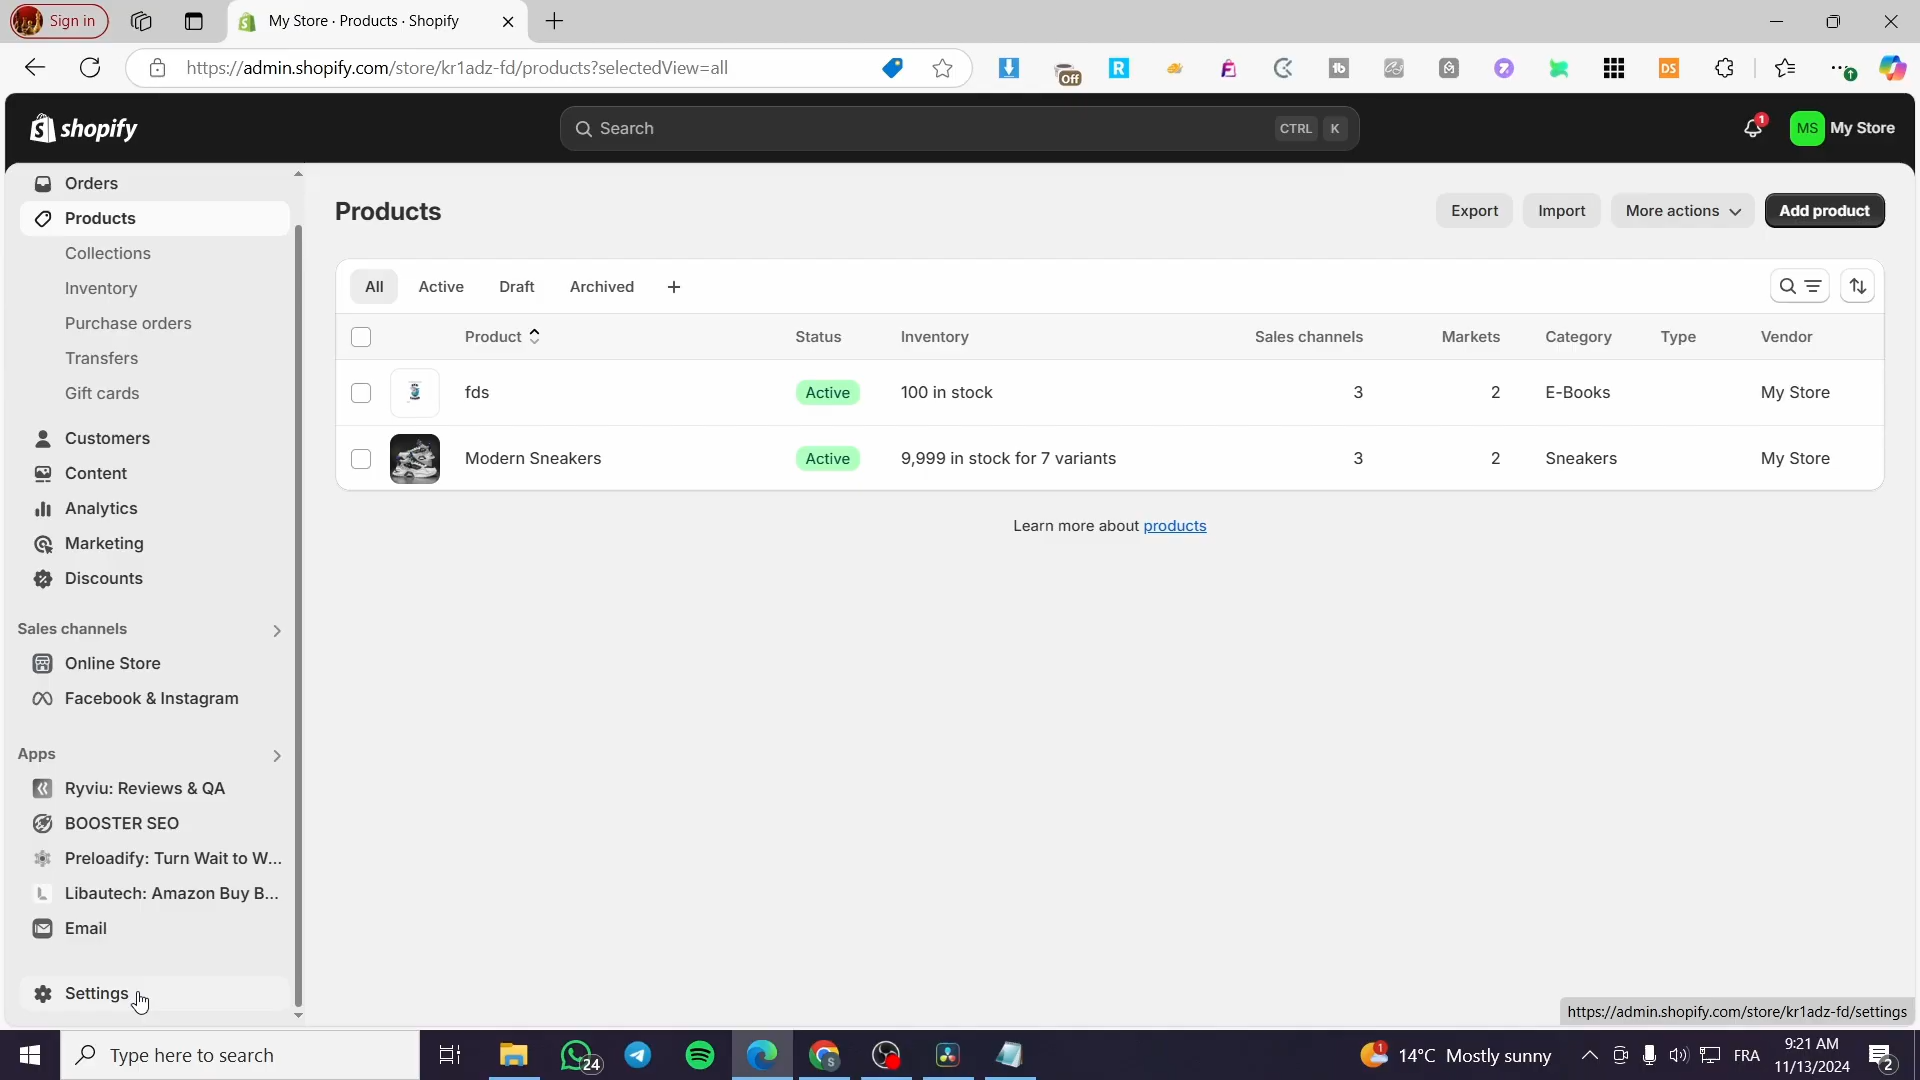 Sign in
My Store · Products · Shopify
https://admin.shopify.com/store/kr1adz-fd/products?selectedView=all
Off
R
tb
DS
shopify
Search
CTRL K
1
MS
My Store
Orders
Products
Collections
Inventory
Purchase orders
Transfers
Gift cards
Customers
Content
Analytics
Marketing
Discounts
Sales channels
Online Store
Facebook & Instagram
Apps
Ryviu: Reviews & QA
BOOSTER SEO
Preloadify: Turn Wait to W...
Libautech: Amazon Buy B...
Email
Settings
Products
Export
Import
More actions
Add product
All
Active
Draft
Archived
Product Status Inventory Sales channels Markets Category Type Vendor
fds Active 100 in stock 3 2 E-Books My Store
Modern Sneakers Active 9,999 in stock for 7 variants 3 2 Sneakers My Store
Learn more about products
https://admin.shopify.com/store/kr1adz-fd/settings
Type here to search
24
S
1
14°C Mostly sunny
FRA
9:21 AM
11/13/2024
2